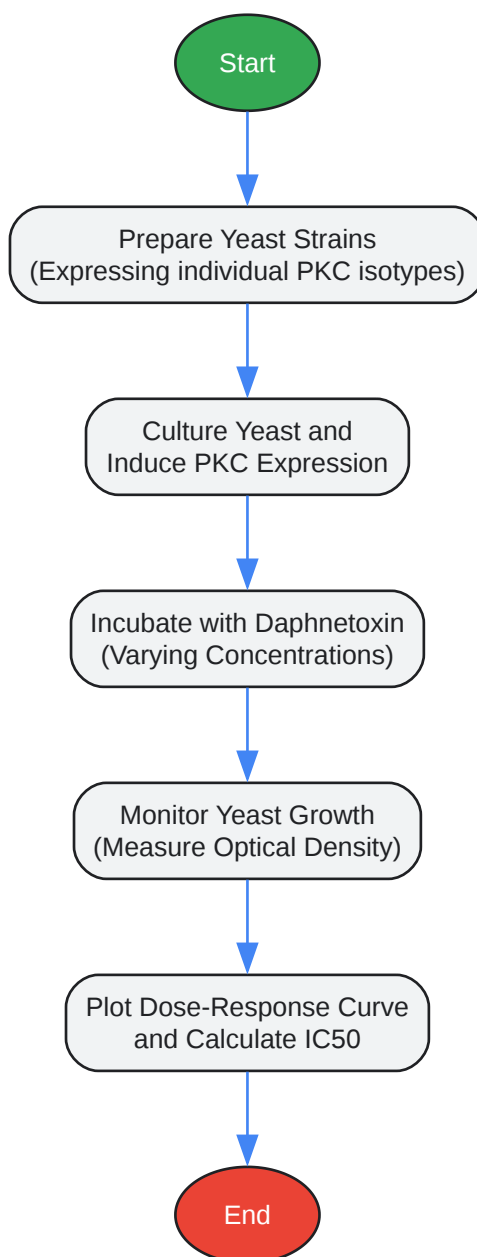 Start
Prepare Yeast Strains
(Expressing individual PKC isotypes)
Culture Yeast and
Induce PKC Expression
Incubate with Daphnetoxin
(Varying Concentrations)
Monitor Yeast Growth
(Measure Optical Density)
Plot Dose-Response Curve
and Calculate IC50
End